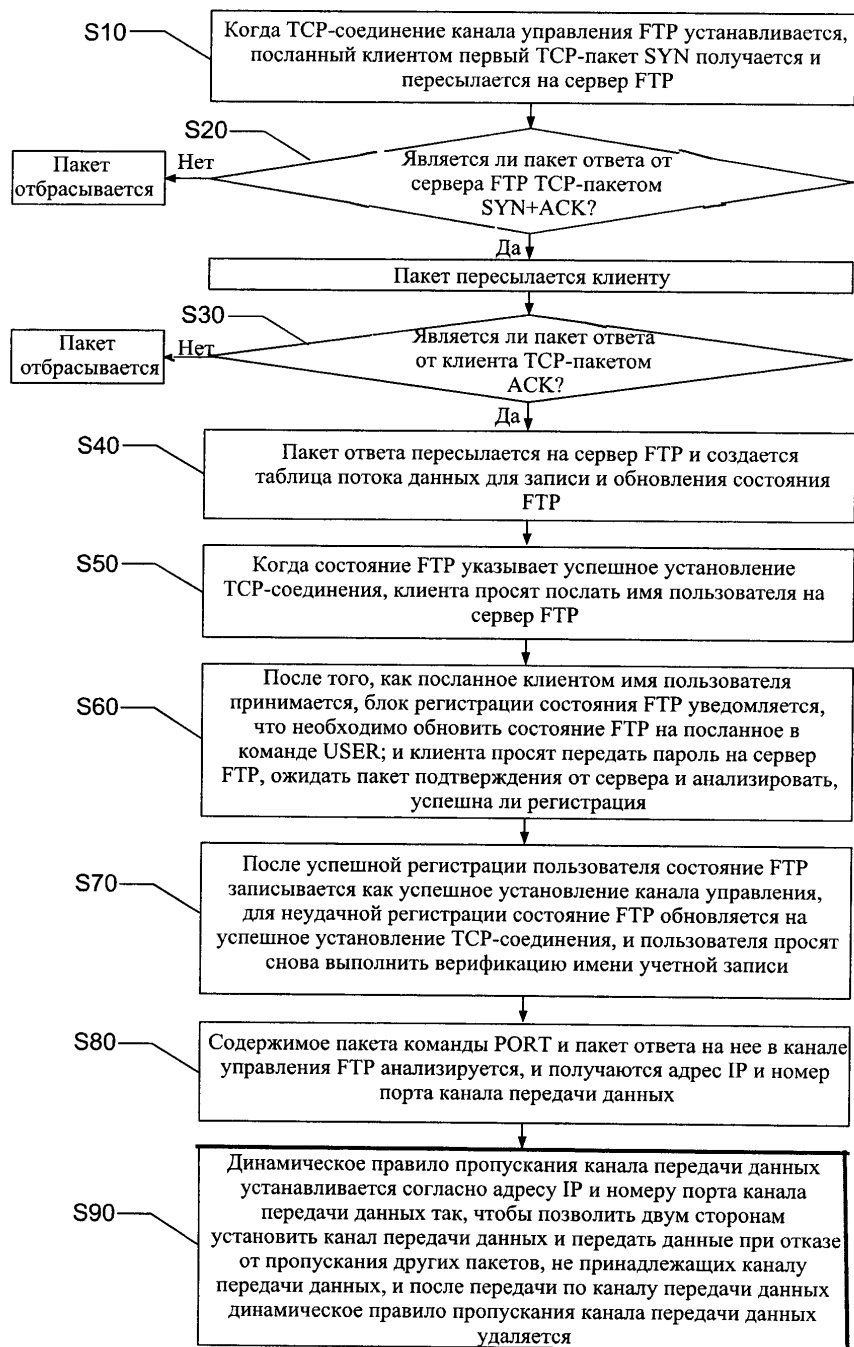 S10
Когда TCP-соединение канала управления FTP устанавливается,
посланный клиентом первый TCP-пакет SYN получается и
пересылается на сервер FTP
S20
Является ли пакет ответа от
сервера FTP TCP-пакетом
SYN+ACK?
Нет
Пакет
отбрасывается
Да
Пакет пересылается клиенту
S30
Является ли пакет ответа
от клиента TCP-пакетом
ACK?
Нет
Пакет
отбрасывается
Да
S40
Пакет ответа пересылается на сервер FTP и создается
таблица потока данных для записи и обновления состояния
FTP
S50
Когда состояние FTP указывает успешное установление
TCP-соединения, клиента просят послать имя пользователя на
сервер FTP
S60
После того, как посланное клиентом имя пользователя
принимается, блок регистрации состояния FTP уведомляется,
что необходимо обновить состояние FTP на посланное в
команде USER; и клиента просят передать пароль на сервер
FTP, ожидать пакет подтверждения от сервера и анализировать,
успешна ли регистрация
S70
После успешной регистрации пользователя состояние FTP
записывается как успешное установление канала управления,
для неудачной регистрации состояние FTP обновляется на
успешное установление TCP-соединения, и пользователя просят
снова выполнить верификацию имени учетной записи
S80
Содержимое пакета команды PORT и пакет ответа на нее в канале
управления FTP анализируется, и получаются адрес IP и номер
порта канала передачи данных
S90
Динамическое правило пропускания канала передачи данных
устанавливается согласно адресу IP и номеру порта канала
передачи данных так, чтобы позволить двум сторонам
установить канал передачи данных и передать данные при отказе
от пропускания других пакетов, не принадлежащих каналу
передачи данных, и после передачи по каналу передачи данных
динамическое правило пропускания канала передачи данных
удаляется